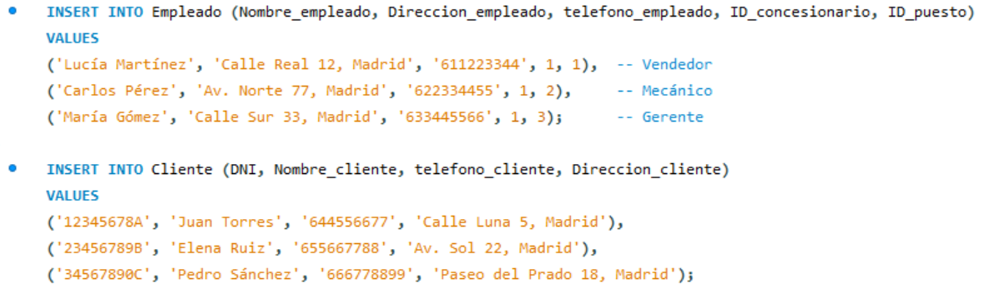 INSERT INTO Empleado (Nombre_empleado, Direccion_empleado, telefono_empleado, ID_concesionario, ID_puesto)
VALUES
('Lucía Martínez', 'Calle Real 12, Madrid', '611223344', 1, 1),  -- Vendedor
('Carlos Pérez', 'Av. Norte 77, Madrid', '622334455', 1, 2),     -- Mecánico
('María Gómez', 'Calle Sur 33, Madrid', '633445566', 1, 3);      -- Gerente
INSERT INTO Cliente (DNI, Nombre_cliente, telefono_cliente, Direccion_cliente)
VALUES
('12345678A', 'Juan Torres', '644556677', 'Calle Luna 5, Madrid'),
('23456789B', 'Elena Ruiz', '655667788', 'Av. Sol 22, Madrid'),
('34567890C', 'Pedro Sánchez', '666778899', 'Paseo del Prado 18, Madrid');